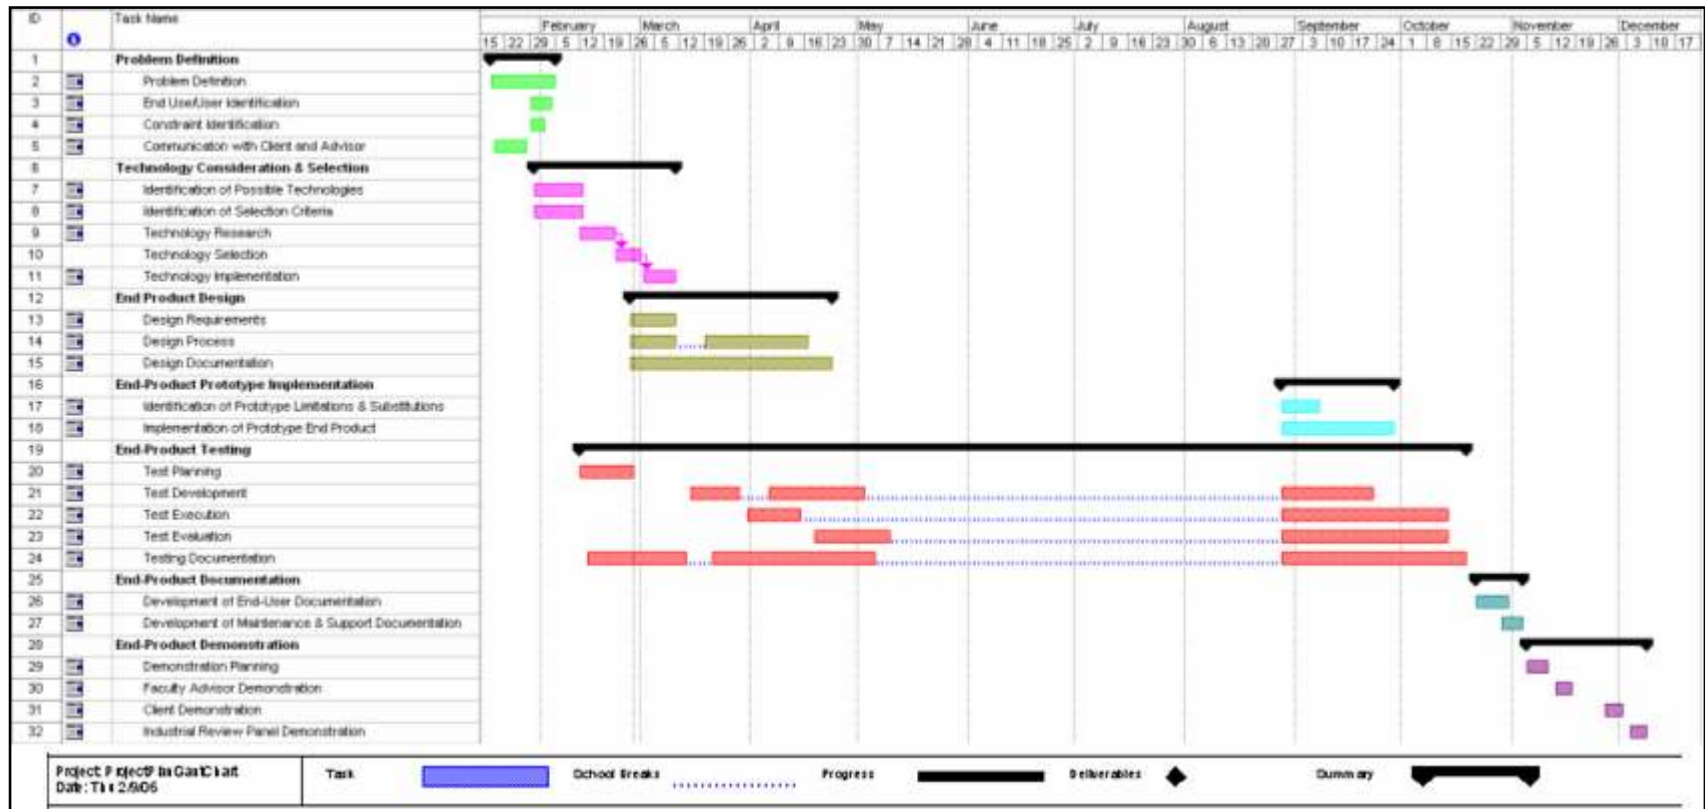 ID Task Name
February March April May June July August September October November December
15 22 29 5 12 19 26 5 12 19 26 2 9 16 23 30 7 14 21 28 4 11 18 25 2 9 16 23 30 6 13 20 27 3 10 17 24 1 8 15 22 29 5 12 19 26 3 10 17
1 Problem Definition
2 Problem Definition
3 End Use/User Identification
4 Constraint Identification
5 Communication with Client and Advisor
6 Technology Consideration & Selection
7 Identification of Possible Technologies
8 Identification of Selection Criteria
9 Technology Research
10 Technology Selection
11 Technology Implementation
12 End Product Design
13 Design Requirements
14 Design Process
15 Design Documentation
16 End-Product Prototype Implementation
17 Identification of Prototype Limitations & Substitutions
18 Implementation of Prototype End Product
19 End-Product Testing
20 Test Planning
21 Test Development
22 Test Execution
23 Test Evaluation
24 Testing Documentation
25 End-Product Documentation
26 Development of End-User Documentation
27 Development of Maintenance & Support Documentation
28 End-Product Demonstration
29 Demonstration Planning
30 Faculty Advisor Demonstration
31 Client Demonstration
32 Industrial Review Panel Demonstration
Project: ProjectPlanGantChart Task School Breaks Progress Deliverables Summary
Date: Thu 2/9/06